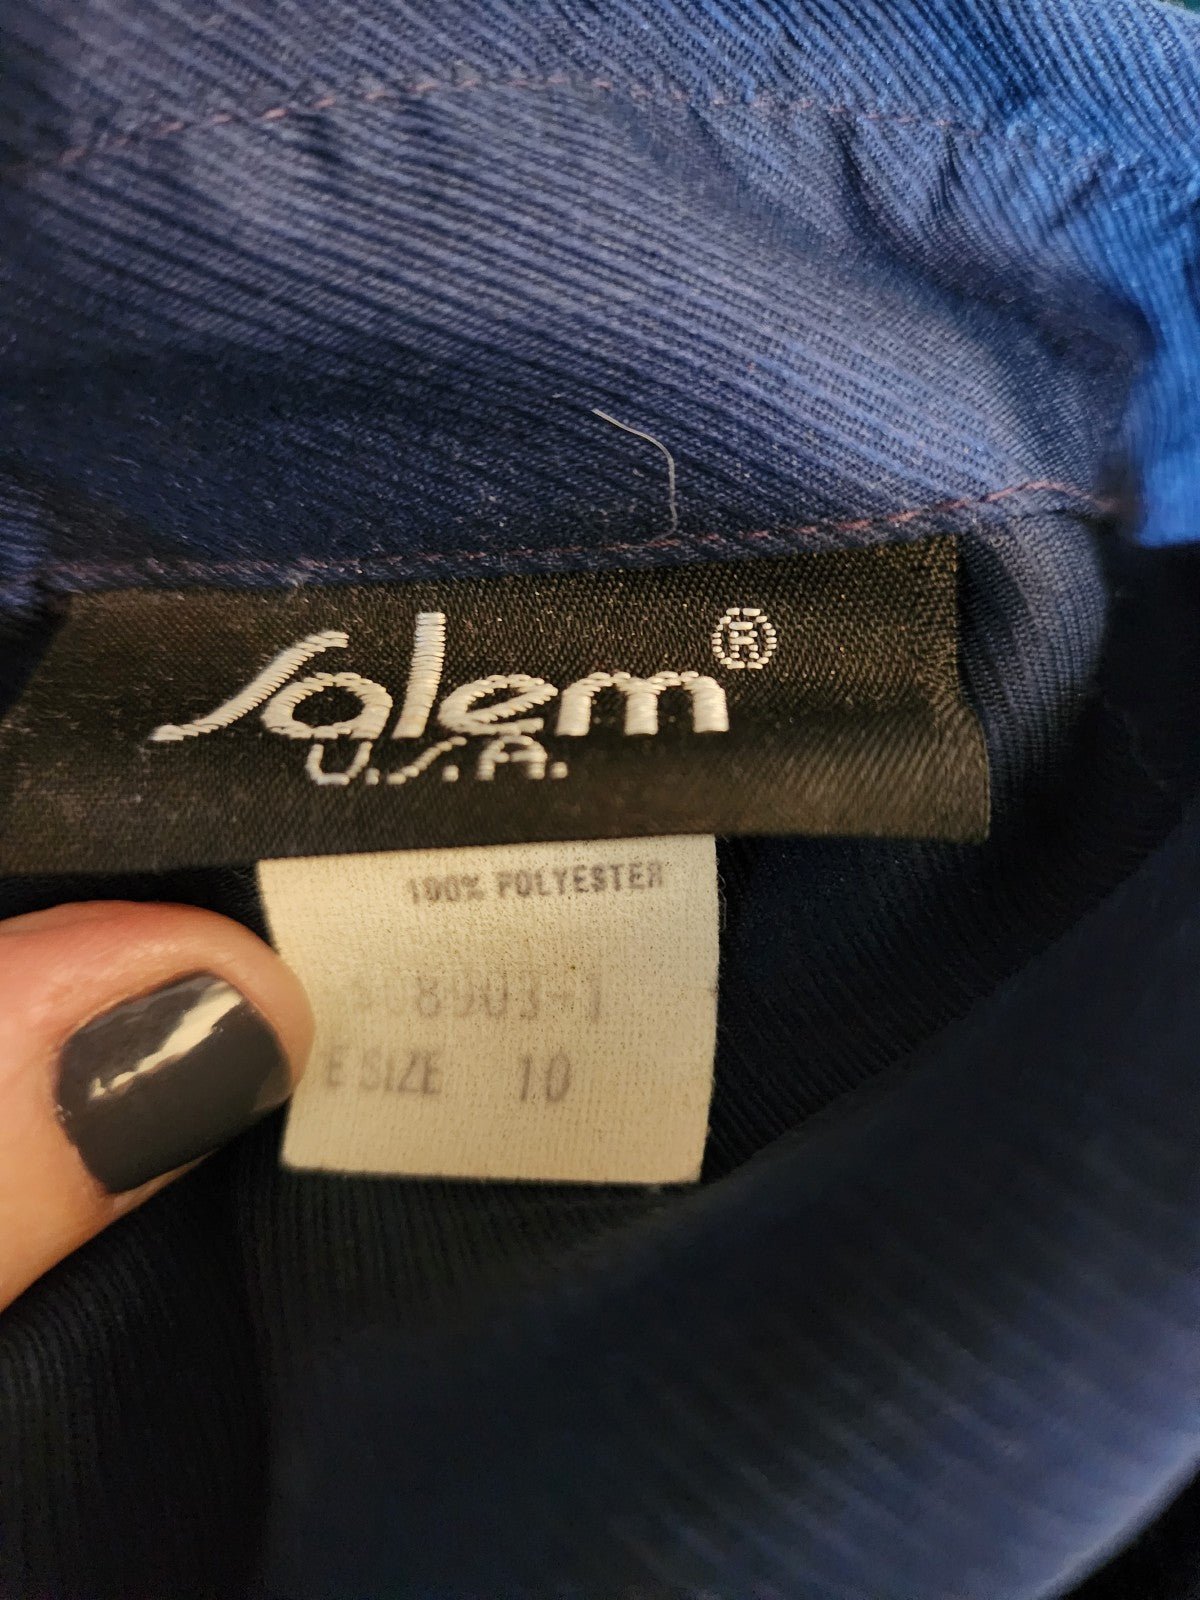 Salem®
U.S.A.
100% POLYESTER
SIZE 10